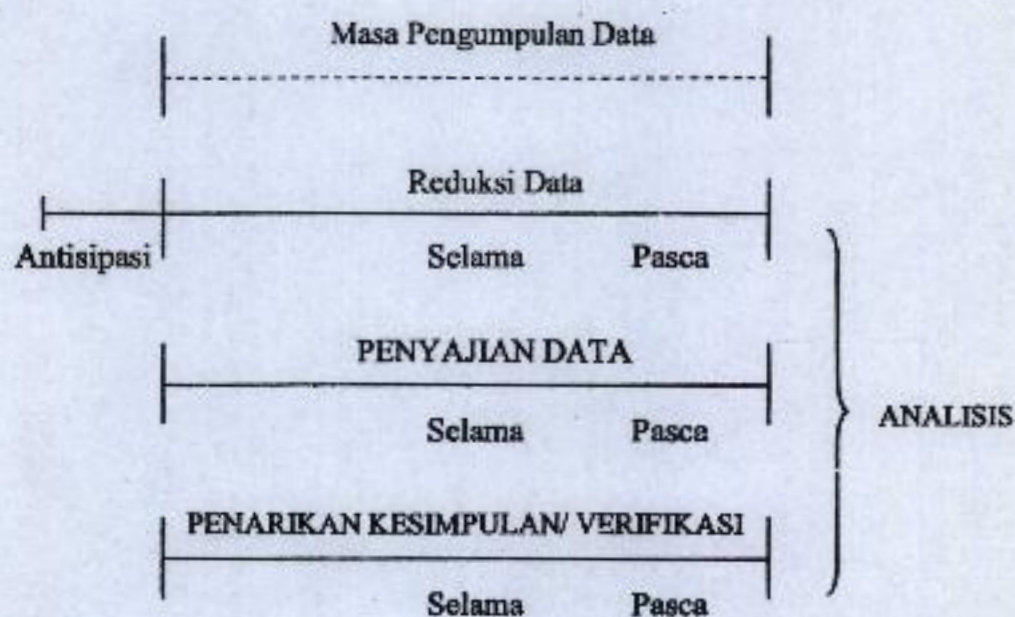 Masa Pengumpulan Data
Reduksi Data
Antisipasi Selama Pasca
PENYAJIAN DATA
Selama Pasca
ANALISIS
PENARIKAN KESIMPULAN/ VERIFIKASI
Selama Pasca